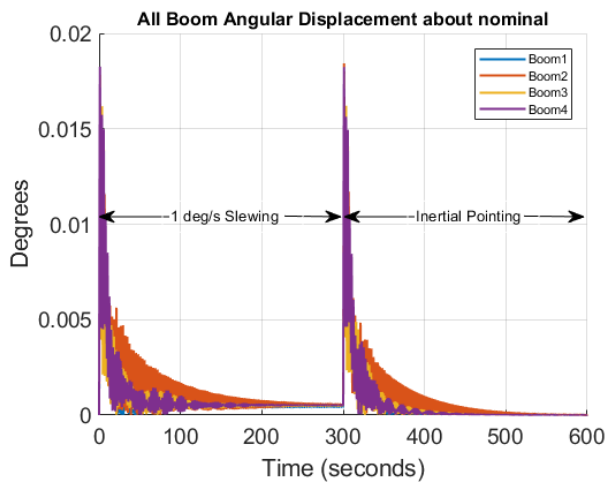 All Boom Angular Displacement about nominal
0.02
0.015
0.01
0.005
0
Degrees
Boom1
Boom2
Boom3
Boom4
1 deg/s Slewing
Inertial Pointing
0 100 200 300 400 500 600
Time (seconds)